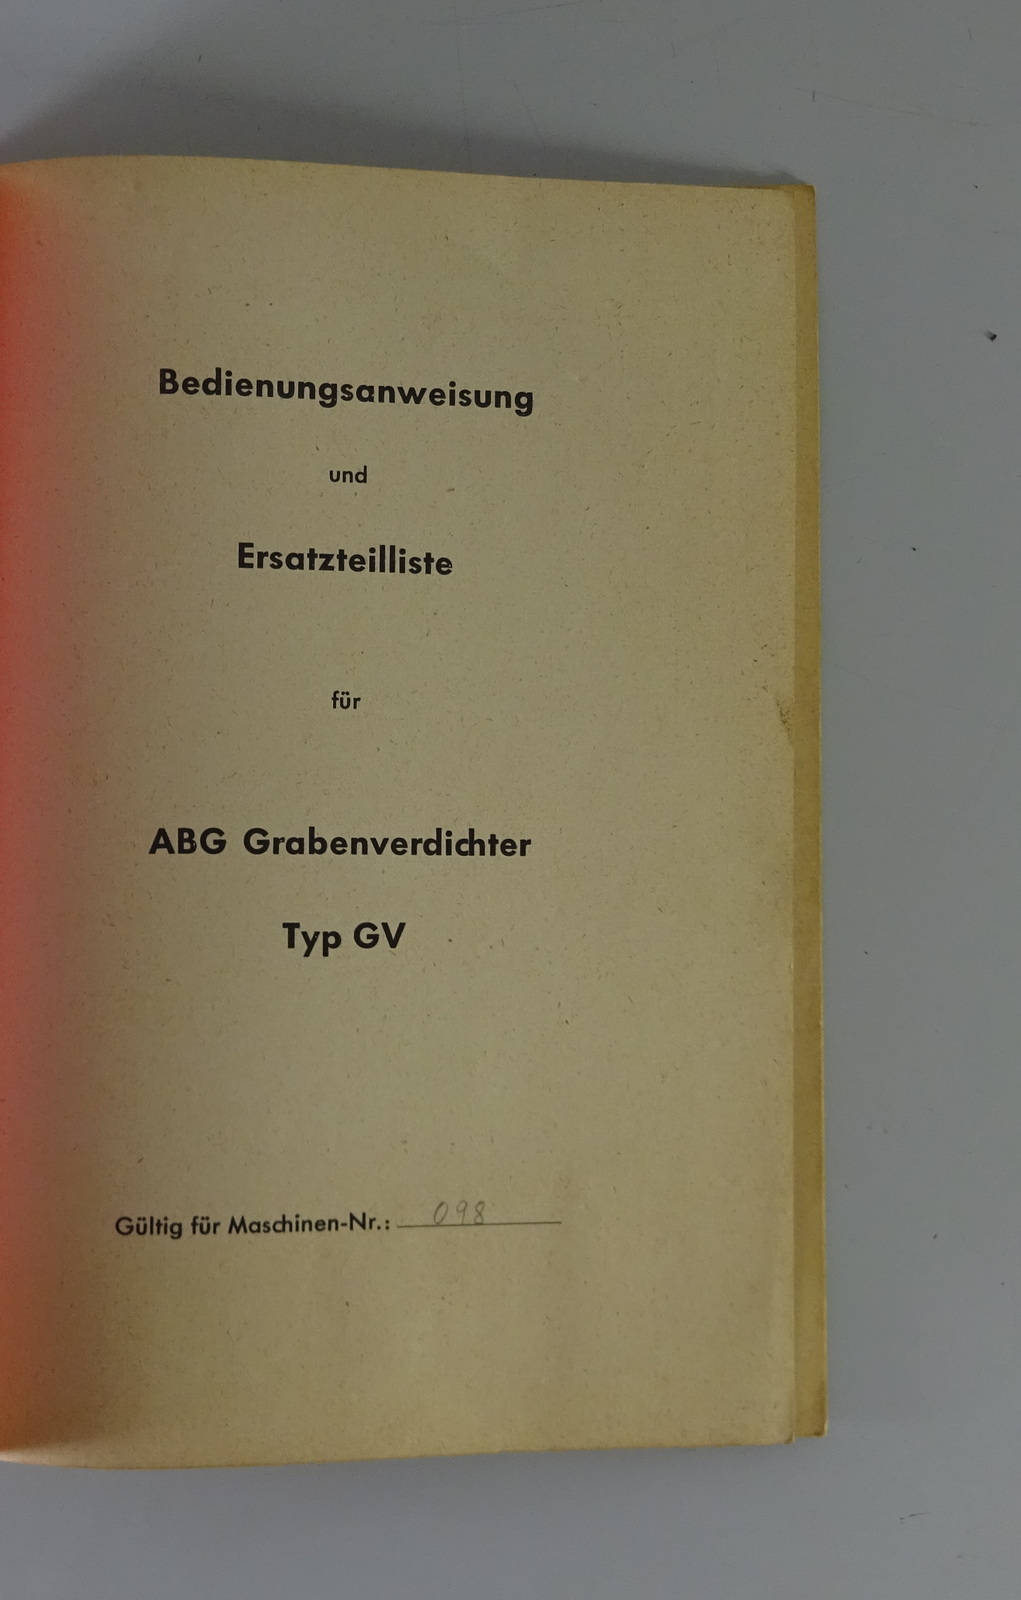 Bedienungsanweisung
und
Ersatzteilliste
für
ABG Grabenverdichter
Typ GV
Gültig für Maschinen-Nr.: 098